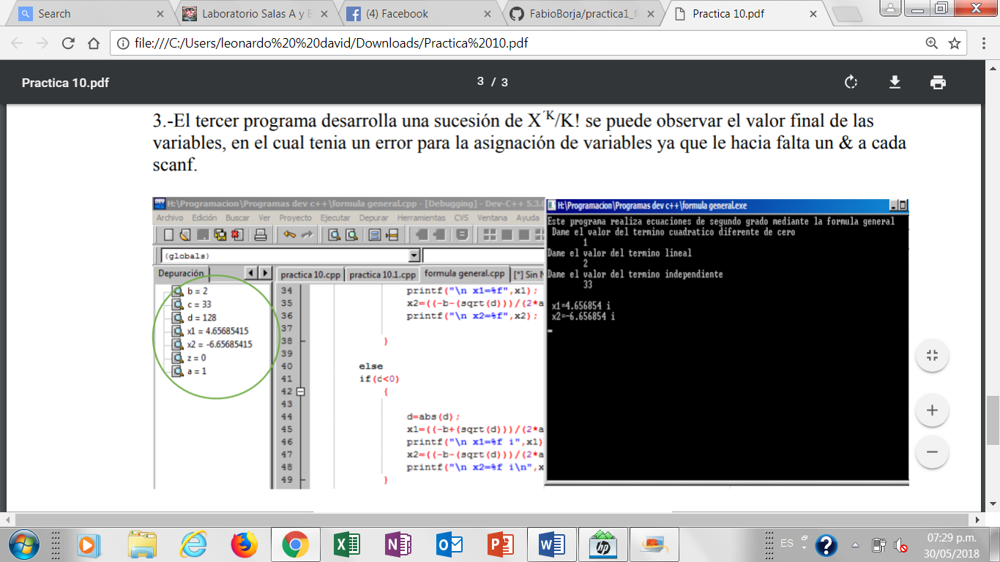 Search
Laboratorio Salas A y B
(4) Facebook
FabioBorja/practica1_f
Practica 10.pdf
file:///C:/Users/leonardo%20%20david/Downloads/Practica%2010.pdf
Practica 10.pdf
3 / 3
3.-El tercer programa desarrolla una sucesión de X^K/K! se puede observar el valor final de las
variables, en el cual tenia un error para la asignación de variables ya que le hacia falta un & a cada
scanf.
H:\Programacion\Programas dev c++\formula general.cpp - [Debugging] - Dev-C++ 5.3.0
Archivo Edición Buscar Ver Proyecto Ejecutar Depurar Herramientas CVS Ventana Ayuda
(globals)
Depuración
practica 10.cpp practica 10.1.cpp formula general.cpp [*] Sin N
b = 2
c = 33
d = 128
x1 = 4.65685415
x2 = -6.65685415
z = 0
a = 1
34 printf("\n x1=%f",x1);
35 x2=((-b-(sqrt(d)))/(2*a
36 printf("\n x2=%f",x2);
37
38 }
39
40 else
41 if(d<0)
42 {
43
44 d=abs(d);
45 x1=((-b+(sqrt(d)))/(2*a
46 printf("\n x1=%f i",x1)
47 x2=((-b-(sqrt(d)))/(2*a
48 printf("\n x2=%f i\n",x
49 }
H:\Programacion\Programas dev c++\formula general.exe
Este programa realiza ecuaciones de segundo grado mediante la formula general
Dame el valor del termino cuadratico diferente de cero
1
Dame el valor del termino lineal
2
Dame el valor del termino independiente
33
x1=4.656854 i
x2=-6.656854 i
ES
07:29 p.m.
30/05/2018